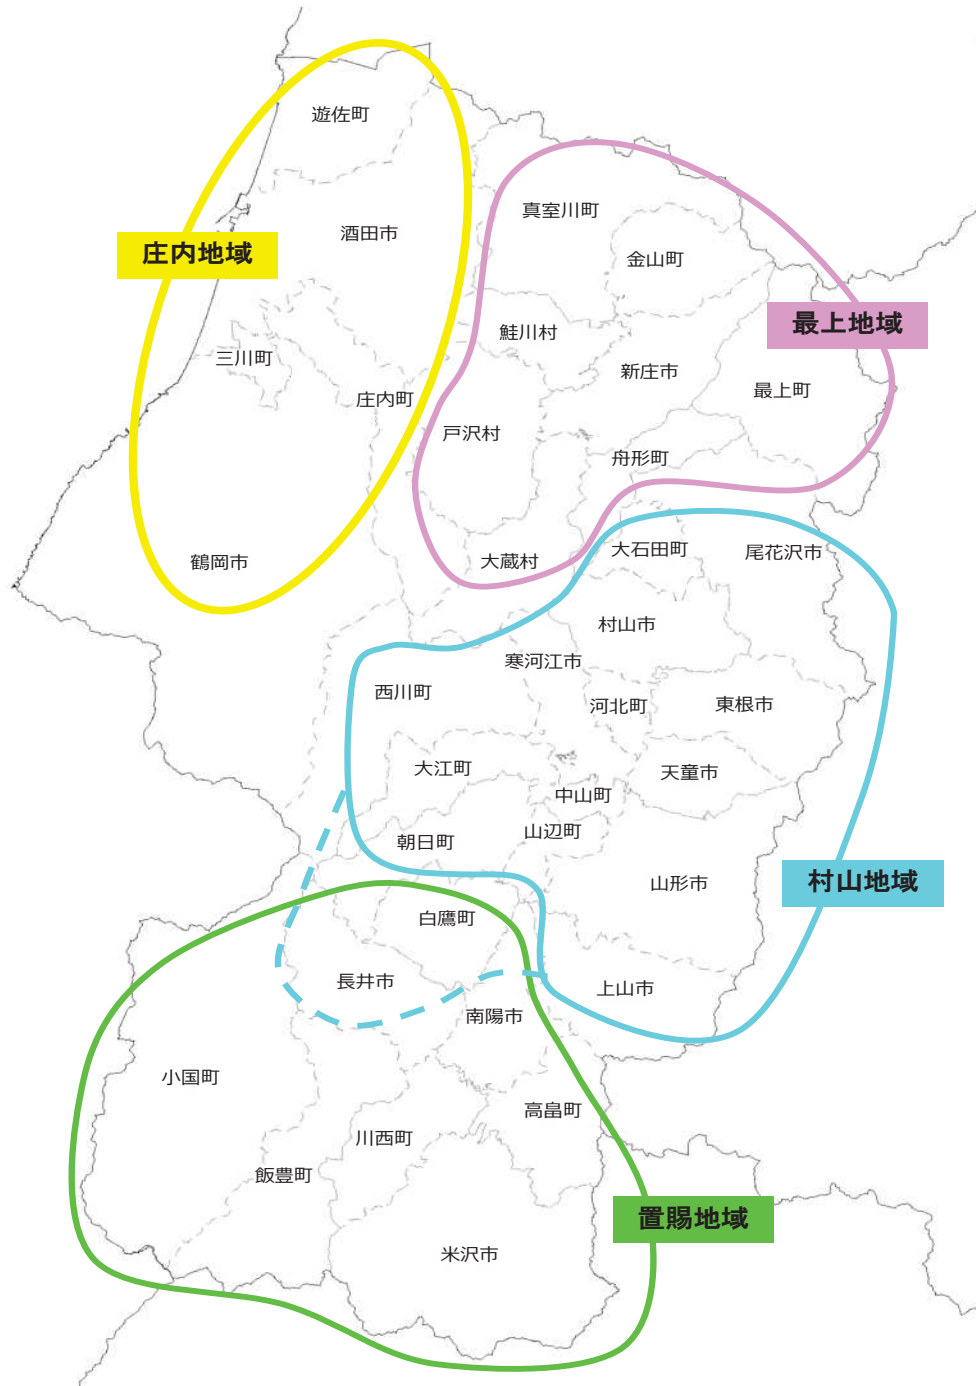 遊佐町
真室川町
酒田市
庄内地域
金山町
最上地域
鮭川村
三川町
新庄市
最上町
庄内町
戸沢村
舟形町
大石田町
尾花沢市
大蔵村
鶴岡市
村山市
寒河江市
西川町
河北町
東根市
大江町
天童市
中山町
山辺町
朝日町
山形市
村山地域
白鷹町
長井市
上山市
南陽市
小国町
高畠町
川西町
飯豊町
置賜地域
米沢市